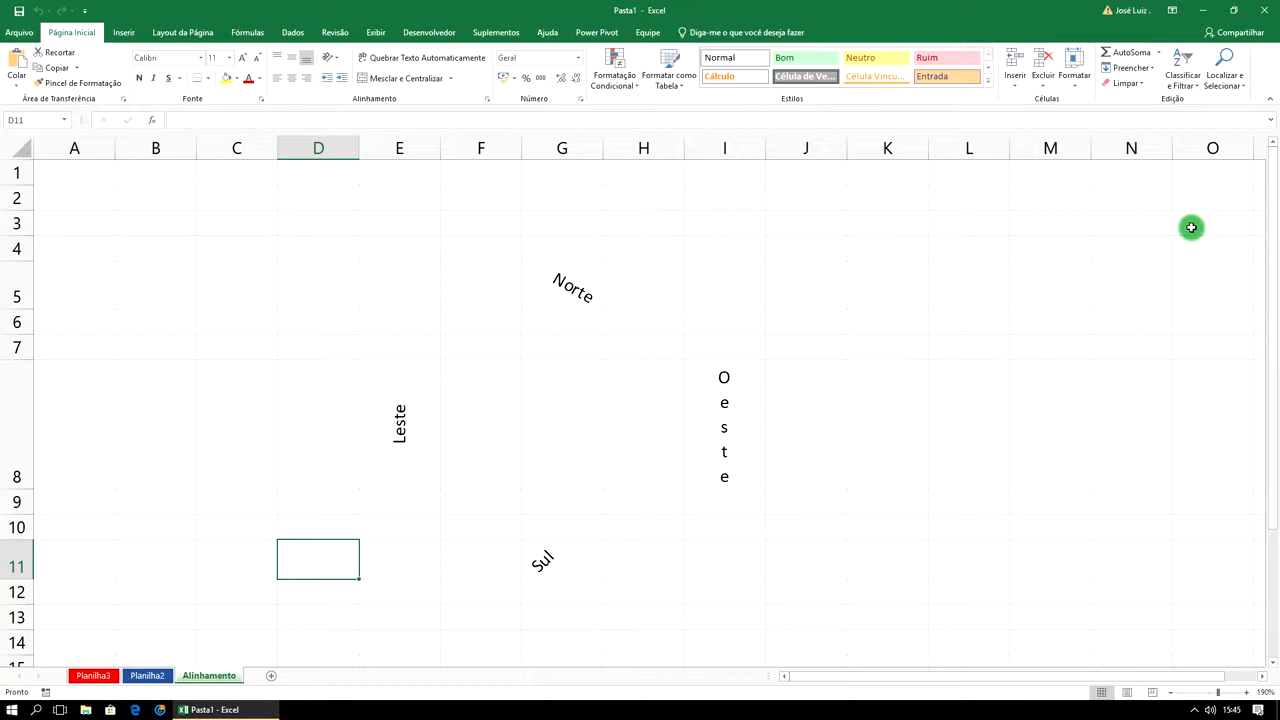 Pasta1 - Excel
José Luiz .
Arquivo Página Inicial Inserir Layout da Página Fórmulas Dados Revisão Exibir Desenvolvedor Suplementos Ajuda Power Pivot Equipe Diga-me o que você deseja fazer Compartilhar
Colar
Recortar
Copiar
Pincel de Formatação
Área de Transferência
Calibri 11
N I S
Fonte
Quebrar Texto Automaticamente
Mesclar e Centralizar
Alinhamento
Geral
% 000
Número
Formatação Condicional
Formatar como Tabela
Normal Bom Neutro Ruim
Cálculo Célula de Ve... Célula Vincu... Entrada
Estilos
Inserir Excluir Formatar
Células
AutoSoma
Preencher
Limpar
Classificar e Filtrar
Localizar e Selecionar
Edição
D11 fx
A B C D E F G H I J K L M N O
1
2
3
4
5 Norte
6
7
8 Leste Oeste
9
10
11 Sul
12
13
14
15
Planilha3 Planilha2 Alinhamento
Pronto 190%
Pasta1 - Excel 15:45